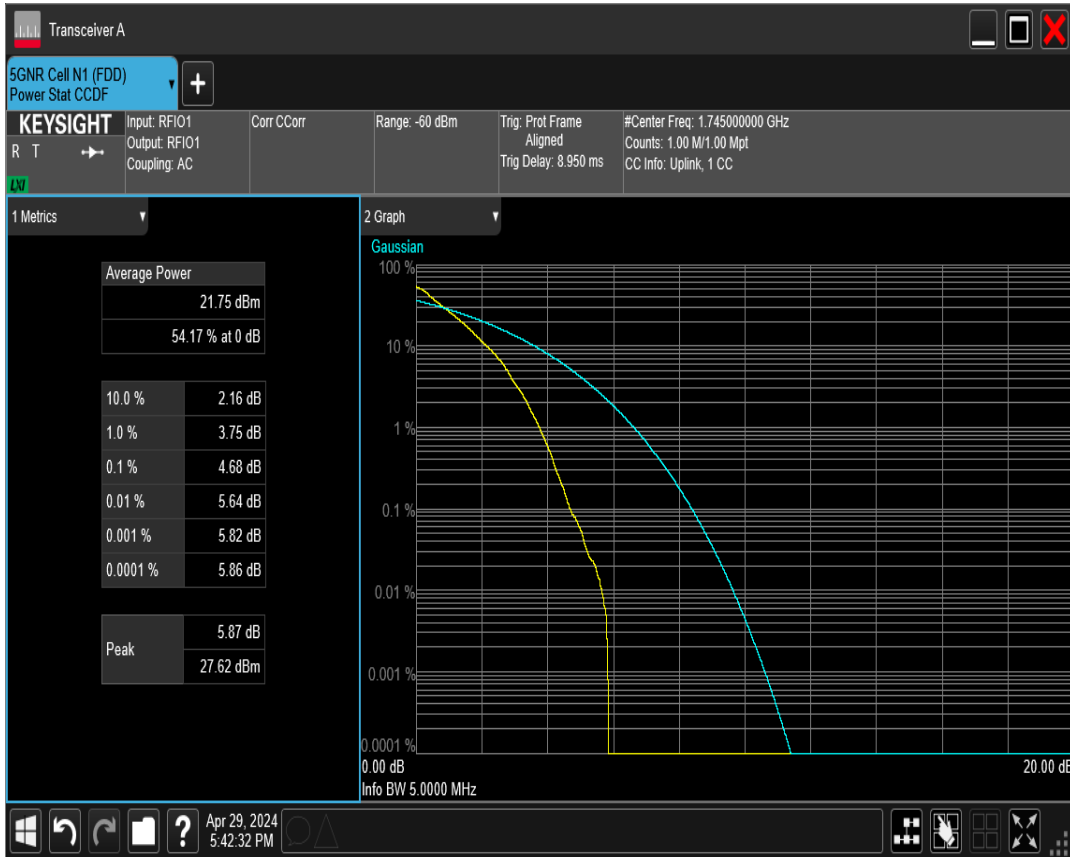 Transceiver A
5GNR Cell N1 (FDD)
Power Stat CCDF
+
KEYSIGHT
R T
LXI
Input: RFIO1
Output: RFIO1
Coupling: AC
Corr CCorr
Range: -60 dBm
Trig: Prot Frame
Aligned
Trig Delay: 8.950 ms
#Center Freq: 1.745000000 GHz
Counts: 1.00 M/1.00 Mpt
CC Info: Uplink, 1 CC
1 Metrics
Average Power
21.75 dBm
54.17 % at 0 dB
10.0 % 2.16 dB
1.0 % 3.75 dB
0.1 % 4.68 dB
0.01 % 5.64 dB
0.001 % 5.82 dB
0.0001 % 5.86 dB
Peak
5.87 dB
27.62 dBm
2 Graph
Gaussian
100 %
10 %
1 %
0.1 %
0.01 %
0.001 %
0.0001 %
0.00 dB 20.00 dB
Info BW 5.0000 MHz
?
Apr 29, 2024
5:42:32 PM